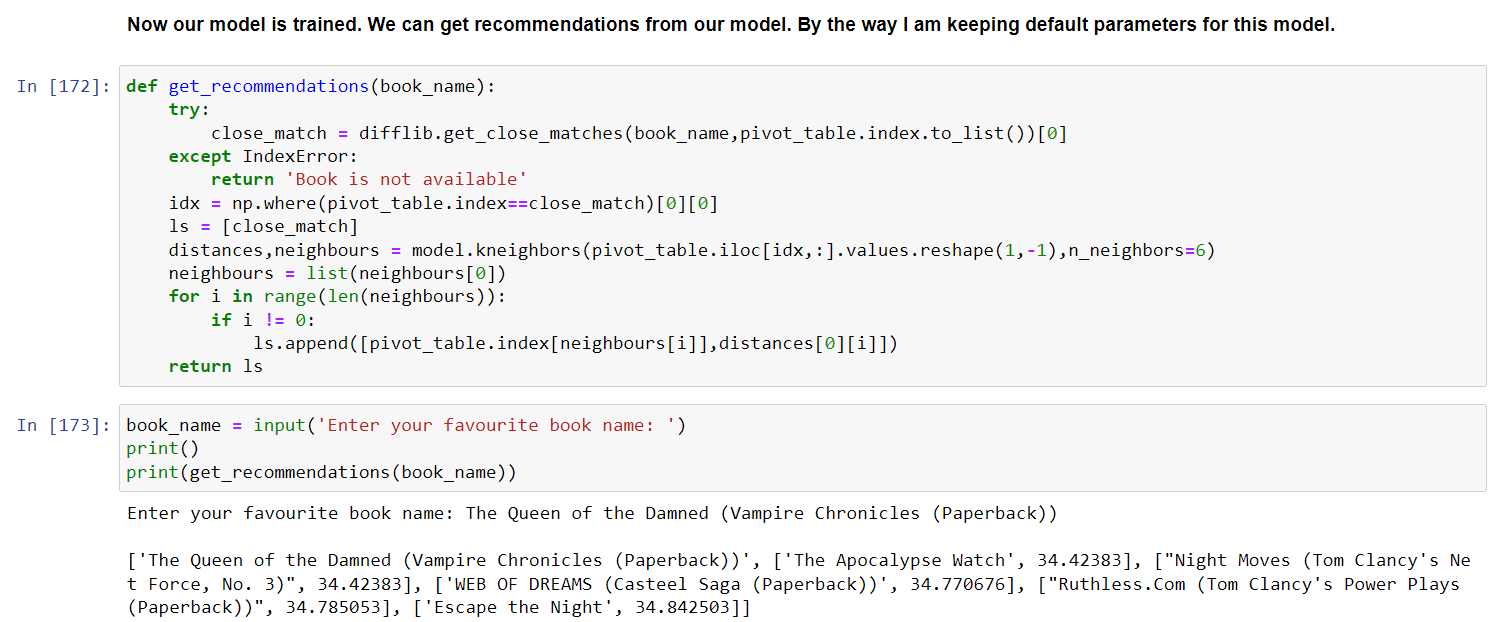 Now our model is trained. We can get recommendations from our model. By the way I am keeping default parameters for this model.
In [172]: def get_recommendations(book_name):
    try:
        close_match = difflib.get_close_matches(book_name,pivot_table.index.to_list())[0]
    except IndexError:
        return 'Book is not available'
    idx = np.where(pivot_table.index==close_match)[0][0]
    ls = [close_match]
    distances,neighbours = model.kneighbors(pivot_table.iloc[idx,:].values.reshape(1,-1),n_neighbors=6)
    neighbours = list(neighbours[0])
    for i in range(len(neighbours)):
        if i != 0:
            ls.append([pivot_table.index[neighbours[i]],distances[0][i]])
    return ls
In [173]: book_name = input('Enter your favourite book name: ')
print()
print(get_recommendations(book_name))
Enter your favourite book name: The Queen of the Damned (Vampire Chronicles (Paperback))
['The Queen of the Damned (Vampire Chronicles (Paperback))', ['The Apocalypse Watch', 34.42383], ["Night Moves (Tom Clancy's Ne
t Force, No. 3)", 34.42383], ['WEB OF DREAMS (Casteel Saga (Paperback))', 34.770676], ["Ruthless.Com (Tom Clancy's Power Plays
(Paperback))", 34.785053], ['Escape the Night', 34.842503]]